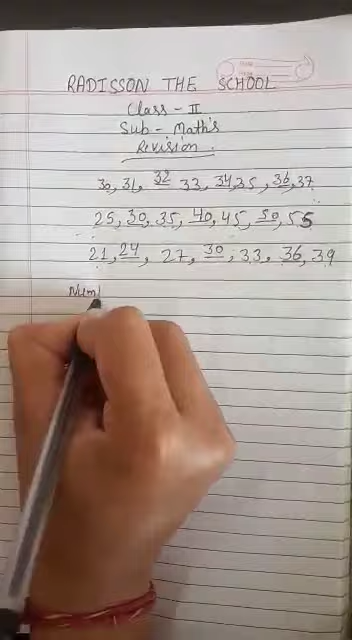 RADISSON THE SCHOOL
Class - II
Sub - Math's
Revision.
30, 31, 32 33, 34, 35, 36, 37
25, 30, 35, 40, 45, 50, 55
21, 24, 27, 30, 33, 36, 39
Num